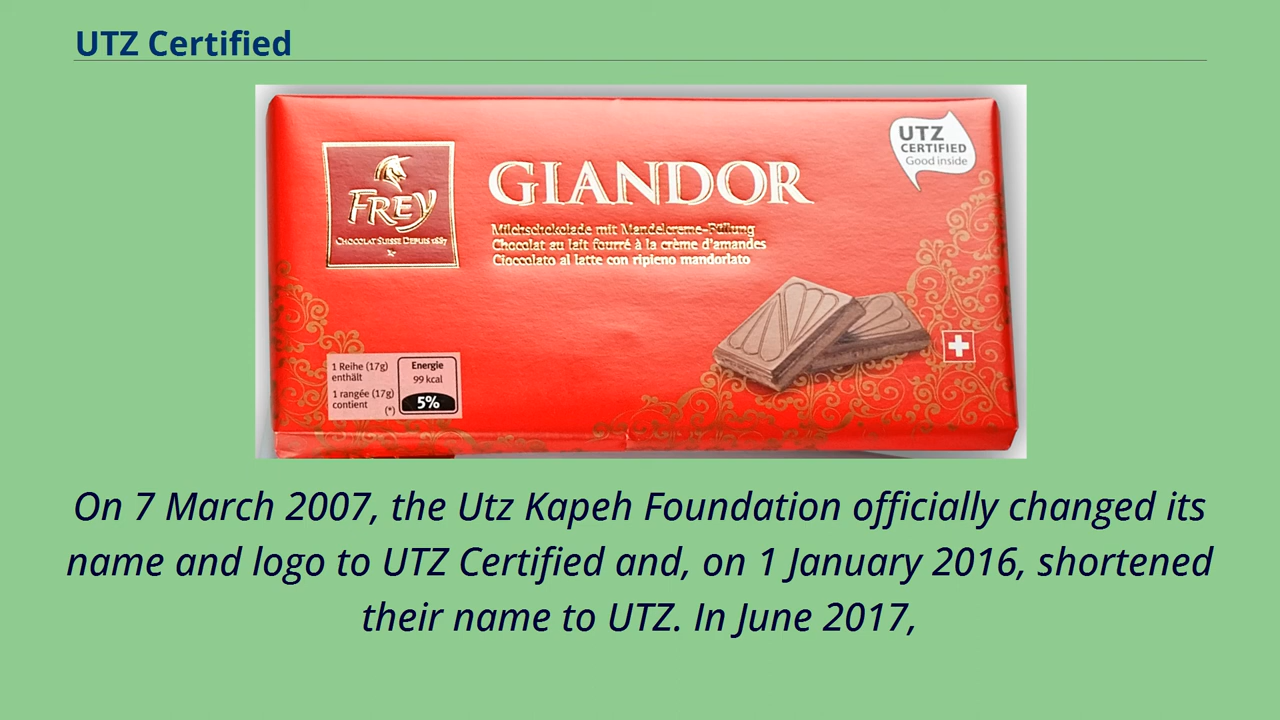 UTZ Certified
UTZ
CERTIFIED
Good inside
FREY
CHOCOLAT SUISSE DEPUIS 1887
GIANDOR
Milchschokolade mit Mandelcreme-Füllung
Chocolat au lait fourré à la crème d'amandes
Cioccolato al latte con ripieno mandorlato
1 Reihe (17g)
enthält
1 rangée (17g)
contient
(*)
Energie
99 kcal
5%
On 7 March 2007, the Utz Kapeh Foundation officially changed its
name and logo to UTZ Certified and, on 1 January 2016, shortened
their name to UTZ. In June 2017,